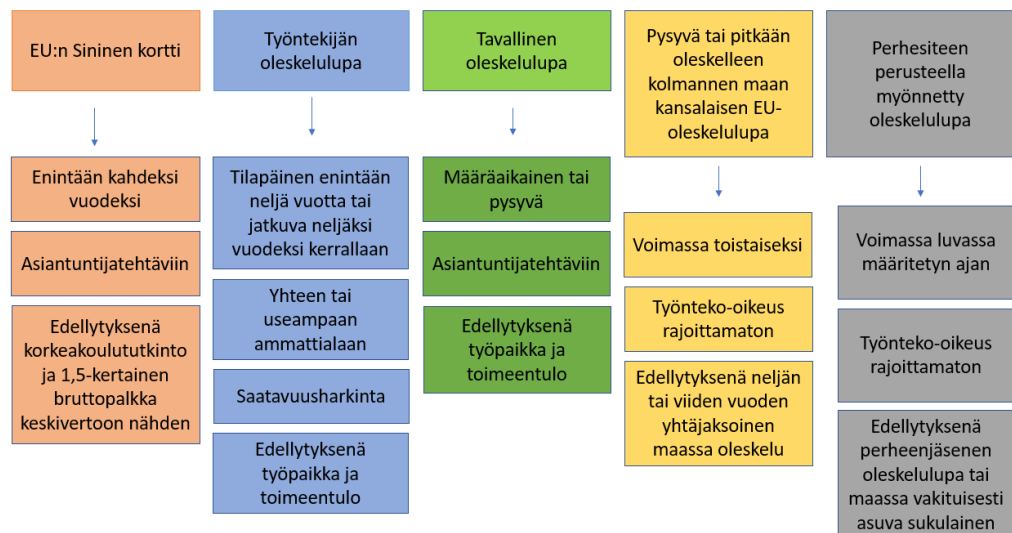 EU:n Sininen kortti
Enintään kahdeksi
vuodeksi
Asiantuntijatehtäviin
Edellytyksenä
korkeakoulututkinto
ja 1,5-kertainen
bruttopalkka
keskivertoon nähden
Työntekijän
oleskelulupa
Tilapäinen enintään
neljä vuotta tai
jatkuva neljäksi
vuodeksi kerrallaan
Yhteen tai
useampaan
ammattialaan
Saatavuusharkinta
Edellytyksenä
työpaikka ja
toimeentulo
Tavallinen
oleskelulupa
Määräaikainen tai
pysyvä
Asiantuntijatehtäviin
Edellytyksenä
työpaikka ja
toimeentulo
Pysyvä tai pitkään
oleskelleen
kolmannen maan
kansalaisen EU-
oleskelulupa
Voimassa toistaiseksi
Työnteko-oikeus
rajoittamaton
Edellytyksenä neljän
tai viiden vuoden
yhtäjaksoinen
maassa oleskelu
Perhesiteen
perusteella
myönnetty
oleskelulupa
Voimassa luvassa
määritetyn ajan
Työnteko-oikeus
rajoittamaton
Edellytyksenä
perheenjäsenen
oleskelulupa tai
maassa vakituisesti
asuva sukulainen